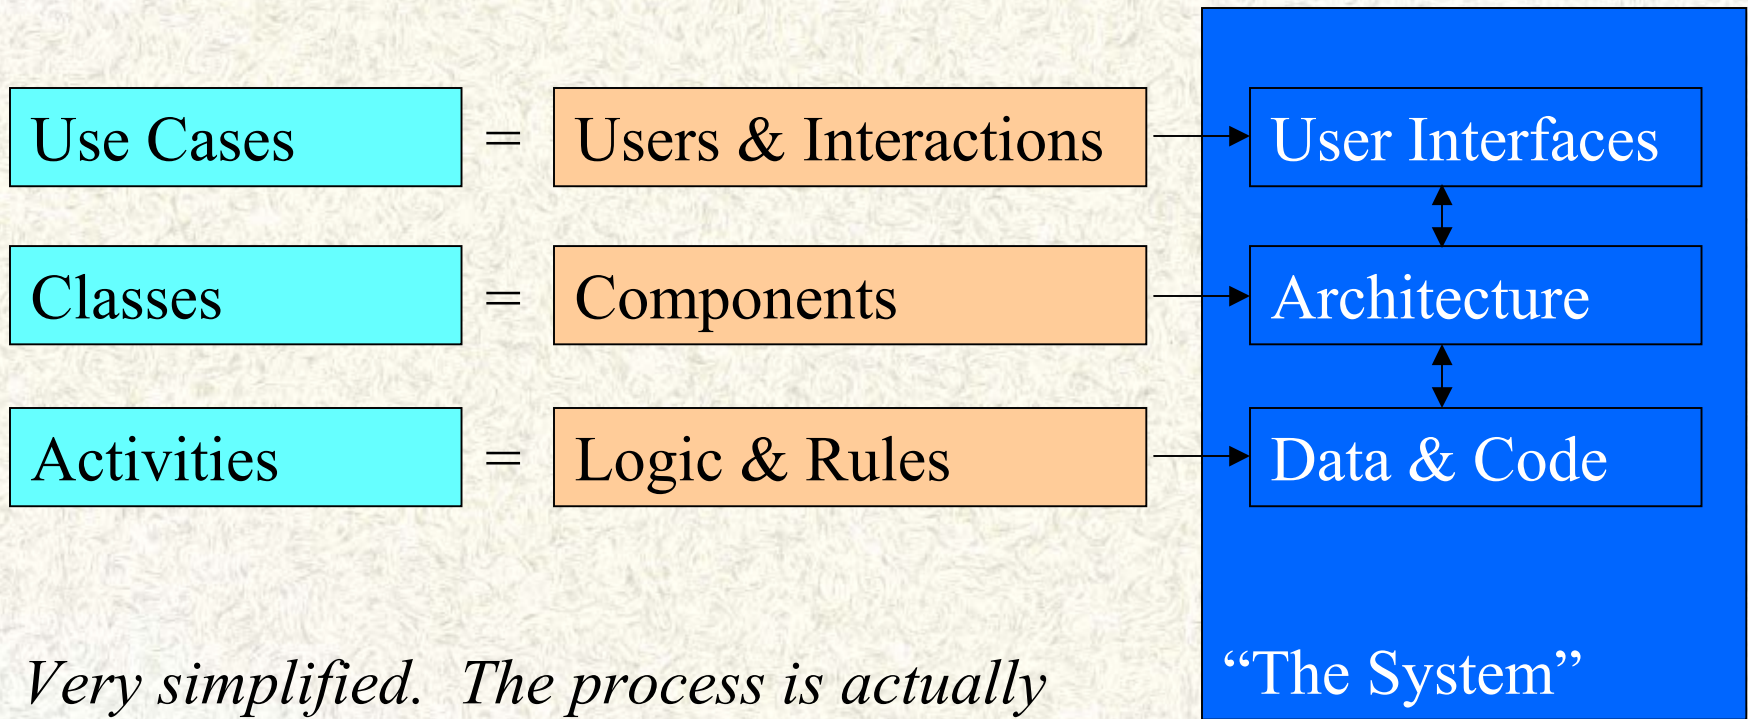 Use Cases = Users & Interactions User Interfaces
Classes = Components Architecture
Activities = Logic & Rules Data & Code
Very simplified.  The process is actually
“The System”